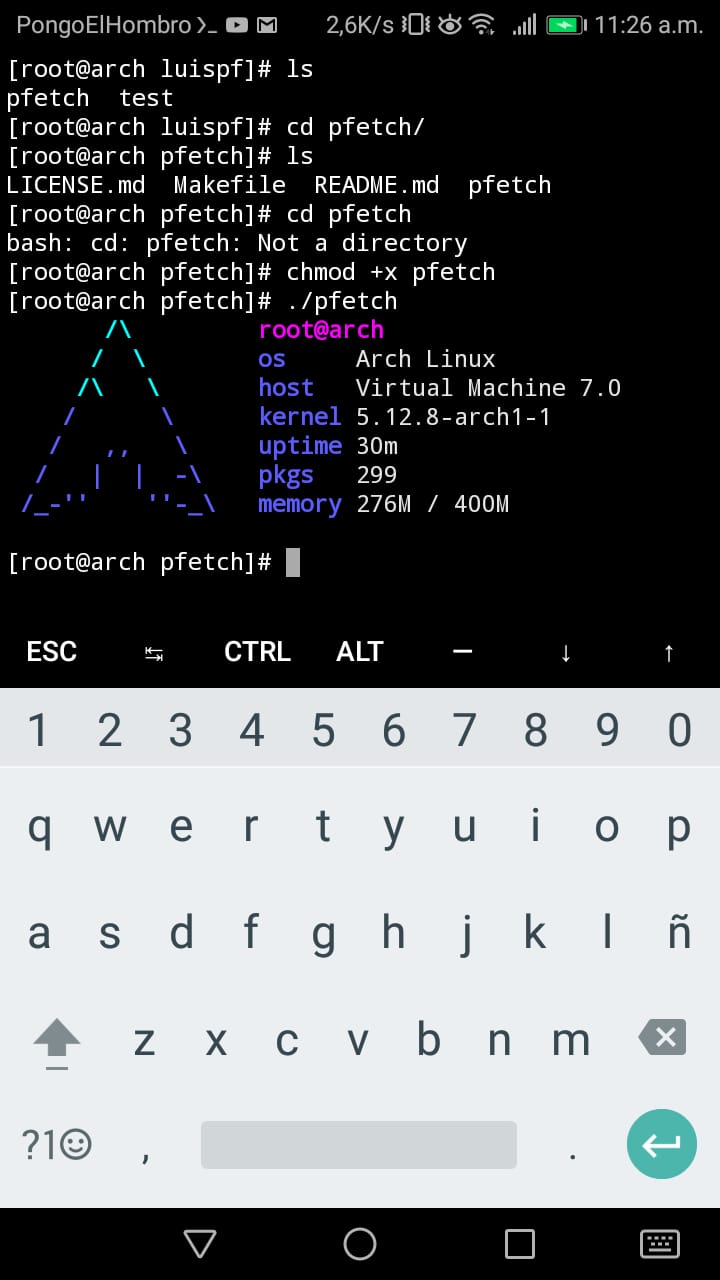 PongoElHombro 2,6K/s 11:26 a.m.
[root@arch luispf]# ls
pfetch  test
[root@arch luispf]# cd pfetch/
[root@arch pfetch]# ls
LICENSE.md  Makefile  README.md  pfetch
[root@arch pfetch]# cd pfetch
bash: cd: pfetch: Not a directory
[root@arch pfetch]# chmod +x pfetch
[root@arch pfetch]# ./pfetch
root@arch
os     Arch Linux
host   Virtual Machine 7.0
kernel 5.12.8-arch1-1
uptime 30m
pkgs   299
memory 276M / 400M
[root@arch pfetch]#
ESC ↹ CTRL ALT — ↓ ↑
1 2 3 4 5 6 7 8 9 0
q w e r t y u i o p
a s d f g h j k l ñ
z x c v b n m
?1☺ , .